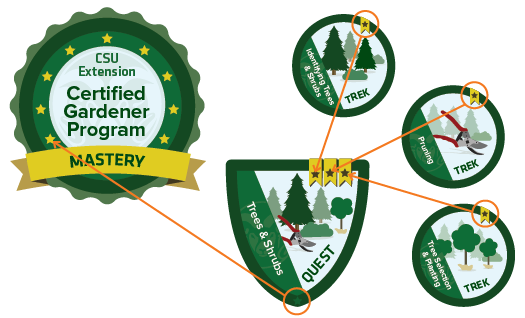 CSU
Extension
Certified
Gardener
Program
MASTERY
Identifying Trees
& Shrubs
TREK
Pruning
TREK
Trees & Shrubs
QUEST
Tree Selection
& Planting
TREK